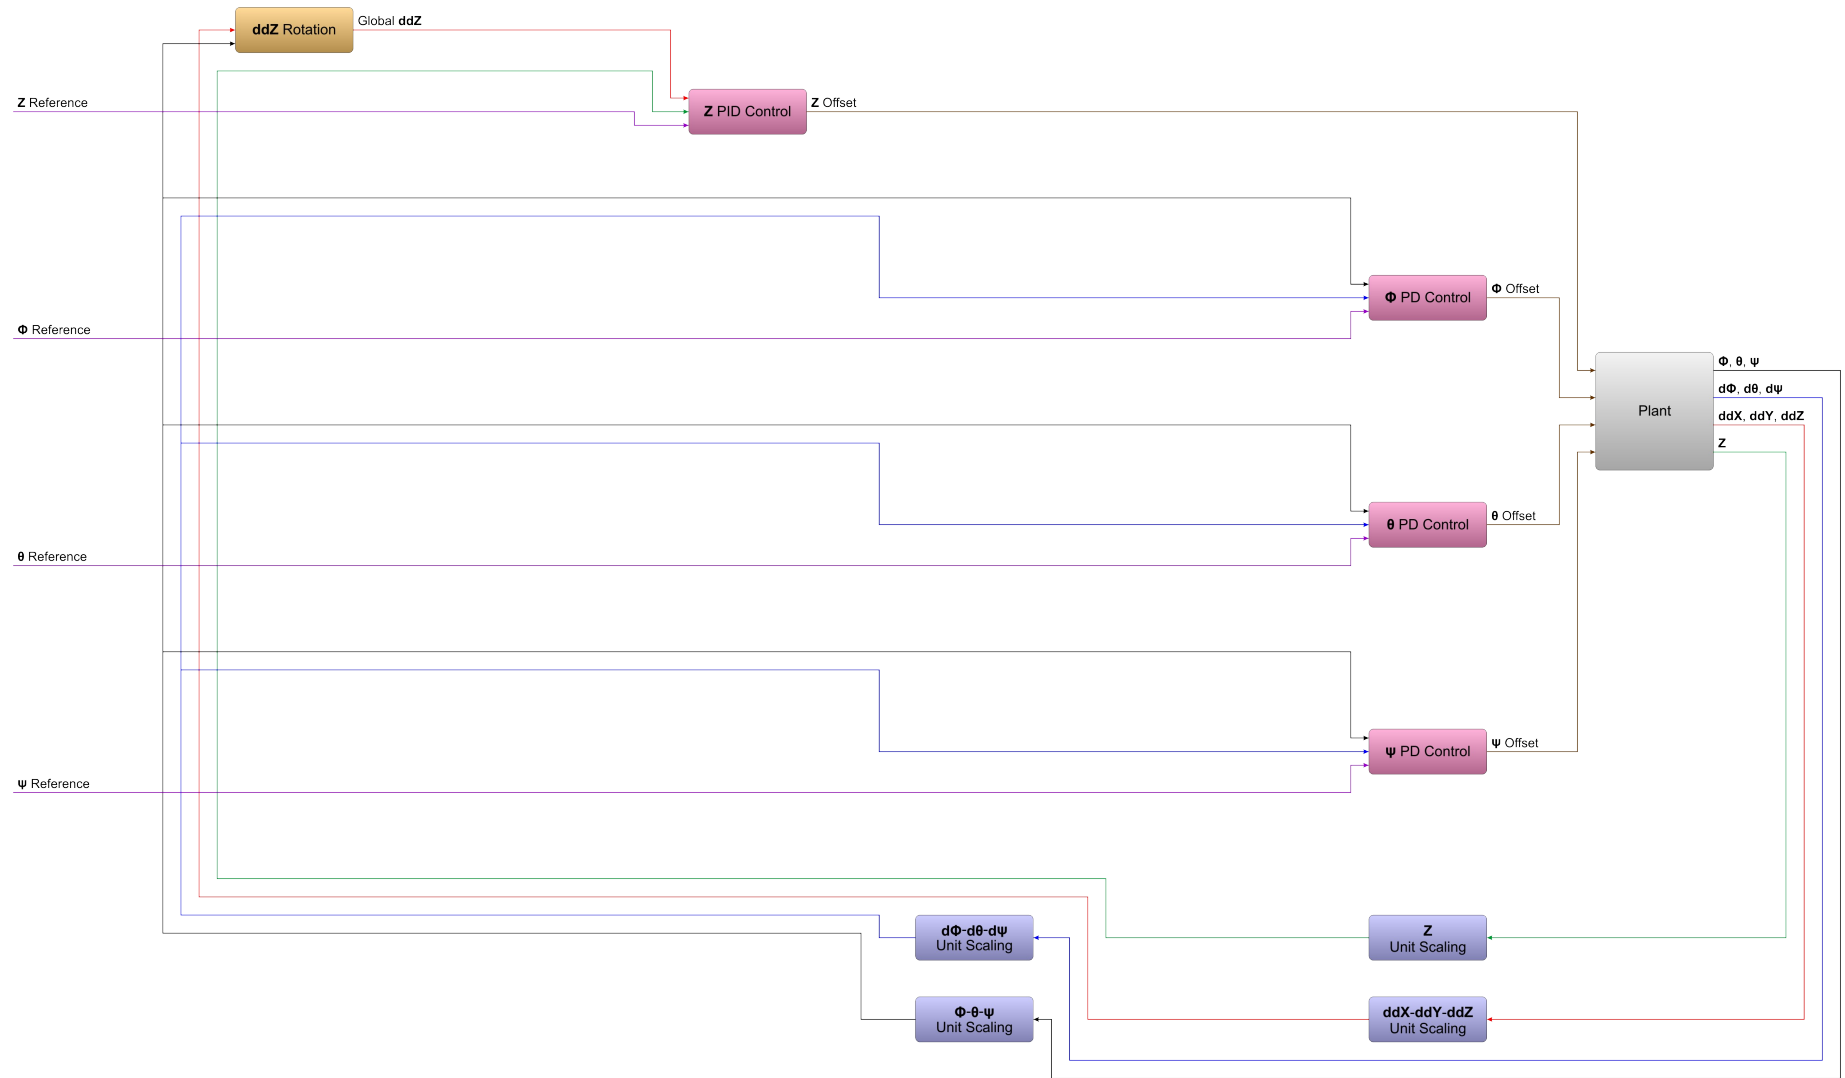 ddZ Rotation
Global ddZ
Z Reference
Z PID Control
Z Offset
Φ PD Control
Φ Offset
Φ Reference
Plant
Φ, θ, ψ
dΦ, dθ, dψ
ddX, ddY, ddZ
Z
θ PD Control
θ Offset
θ Reference
ψ PD Control
ψ Offset
ψ Reference
dΦ-dθ-dψ
Unit Scaling
Z
Unit Scaling
Φ-θ-ψ
Unit Scaling
ddX-ddY-ddZ
Unit Scaling